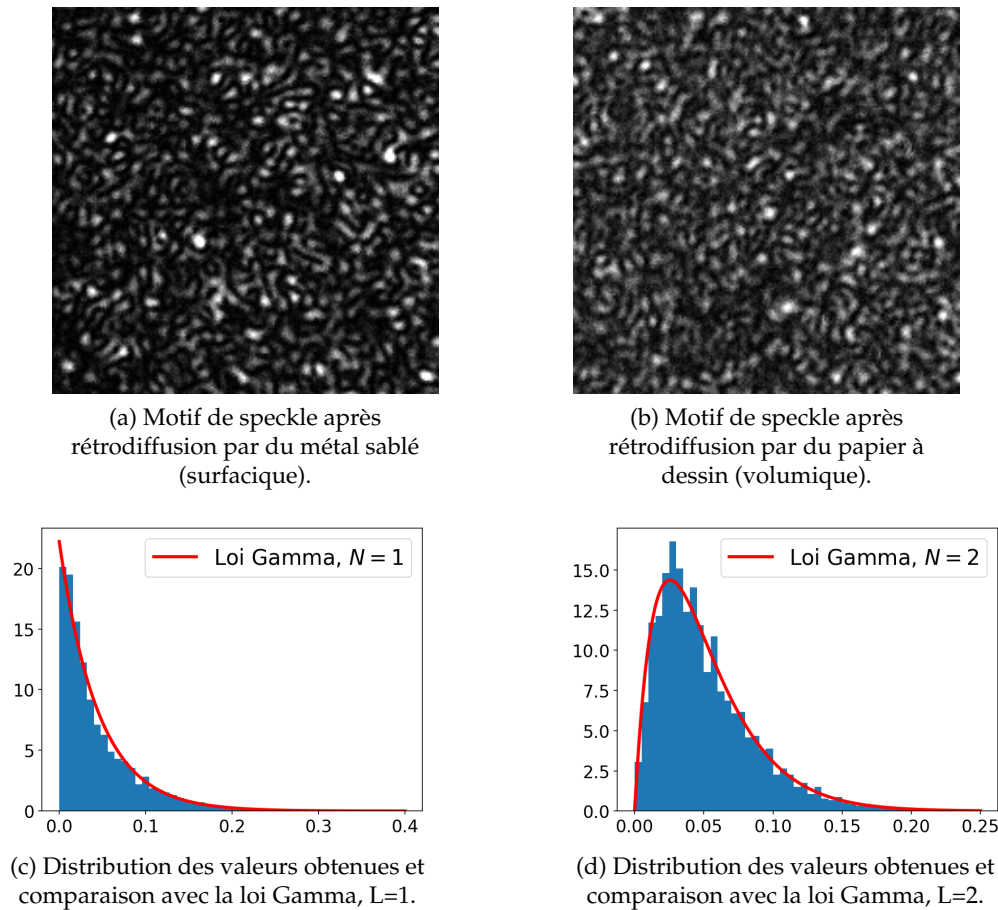 (a) Motif de speckle après
rétrodiffusion par du métal sablé
(surfacique).
(b) Motif de speckle après
rétrodiffusion par du papier à
dessin (volumique).
Loi Gamma, N = 1
20
15
10
5
0
0.0 0.1 0.2 0.3 0.4
(c) Distribution des valeurs obtenues et
comparaison avec la loi Gamma, L=1.
Loi Gamma, N = 2
15.0
12.5
10.0
7.5
5.0
2.5
0.0
0.00 0.05 0.10 0.15 0.20 0.25
(d) Distribution des valeurs obtenues et
comparaison avec la loi Gamma, L=2.